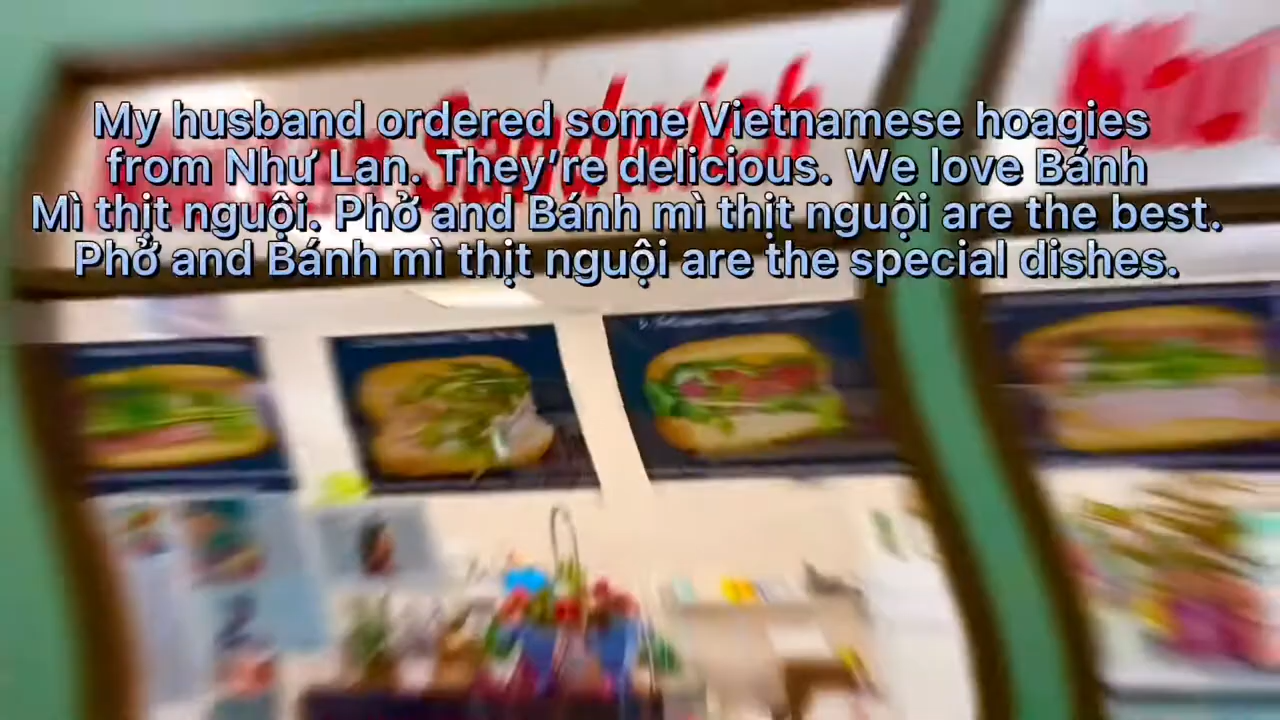 My husband ordered some Vietnamese hoagies
from Như Lan. They’re delicious. We love Bánh
Mì thịt nguội. Phở and Bánh mì thịt nguội are the best.
Phở and Bánh mì thịt nguội are the special dishes.
Sandwich